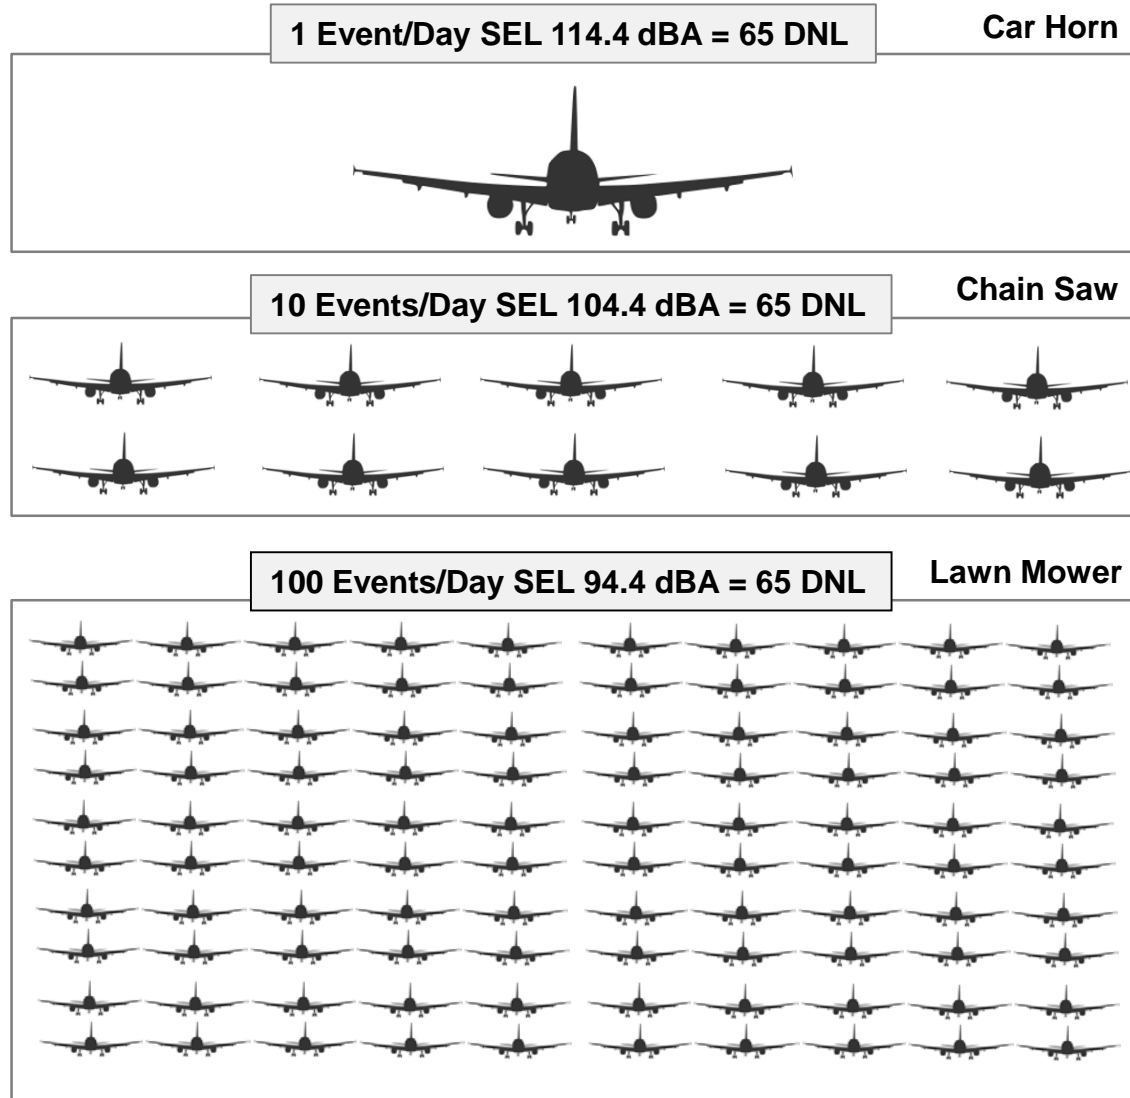 1 Event/Day SEL 114.4 dBA = 65 DNL
Car Horn
10 Events/Day SEL 104.4 dBA = 65 DNL
Chain Saw
100 Events/Day SEL 94.4 dBA = 65 DNL
Lawn Mower